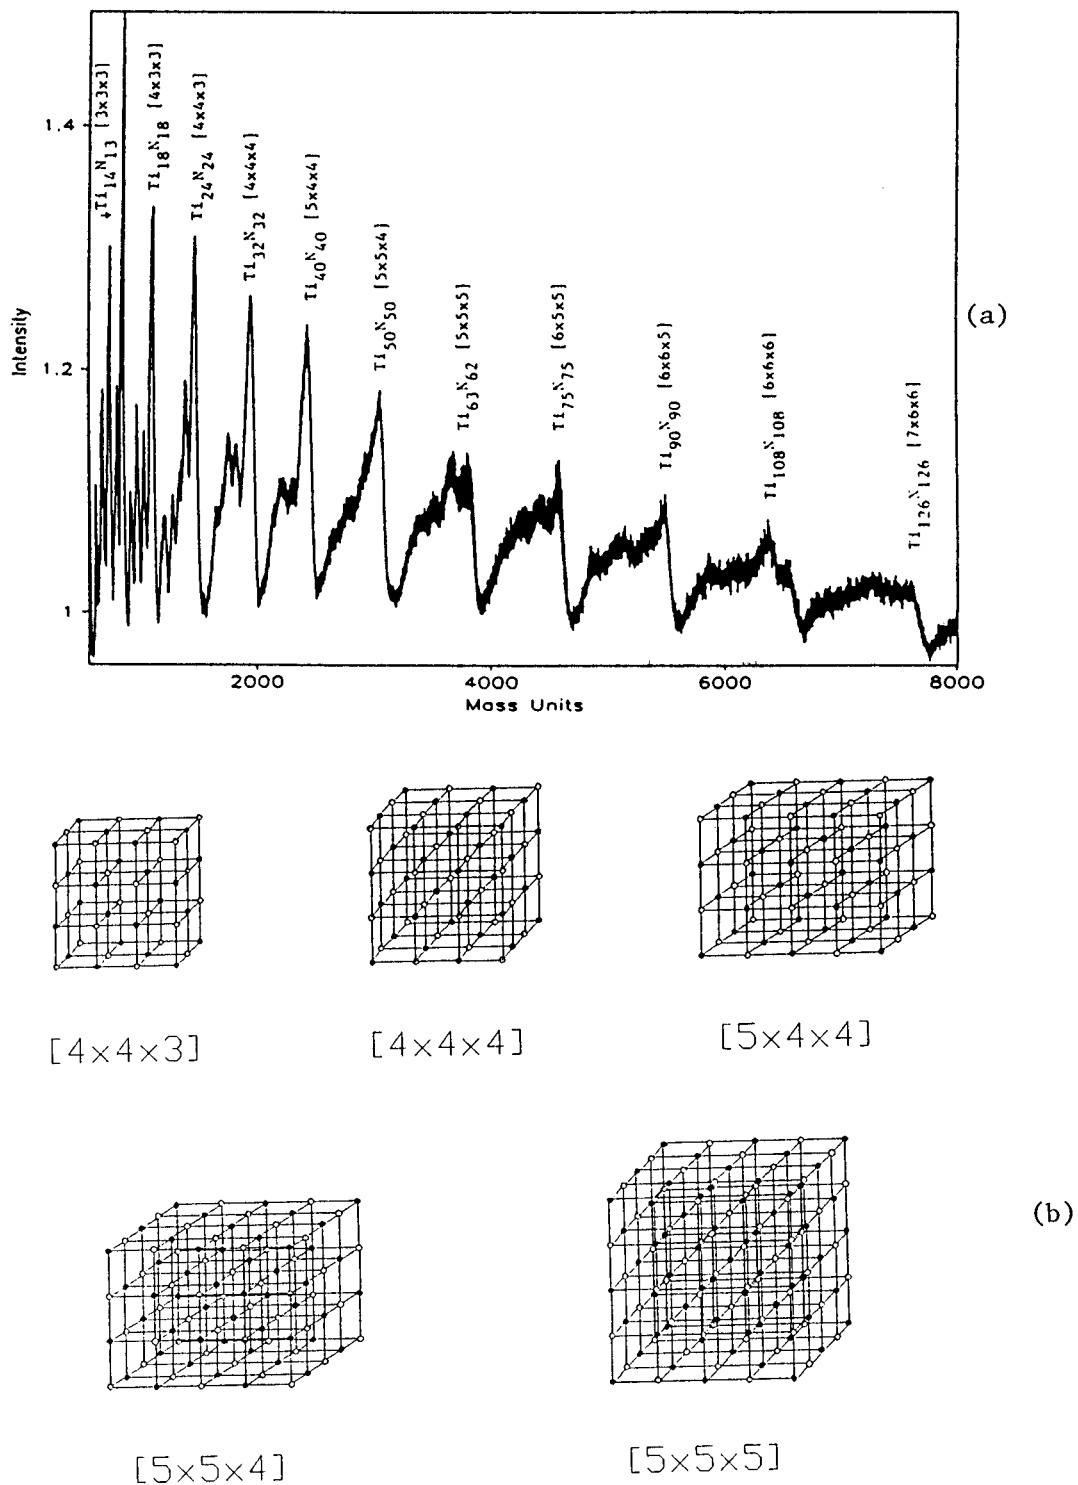 ↓Ti14N13 [3x3x3]
Ti18N18 [4x3x3]
Ti24N24 [4x4x3]
Ti32N32 [4x4x4]
Ti40N40 [5x4x4]
Ti50N50 [5x5x4]
Ti63N62 [5x5x5]
Ti75N75 [6x5x5]
Ti90N90 [6x6x5]
Ti108N108 [6x6x6]
Ti126N126 [7x6x6]
1.4
1.2
1
Intensity
(a)
2000 4000 6000 8000
Mass Units
[4×4×3] [4×4×4] [5×4×4]
(b)
[5×5×4] [5×5×5]